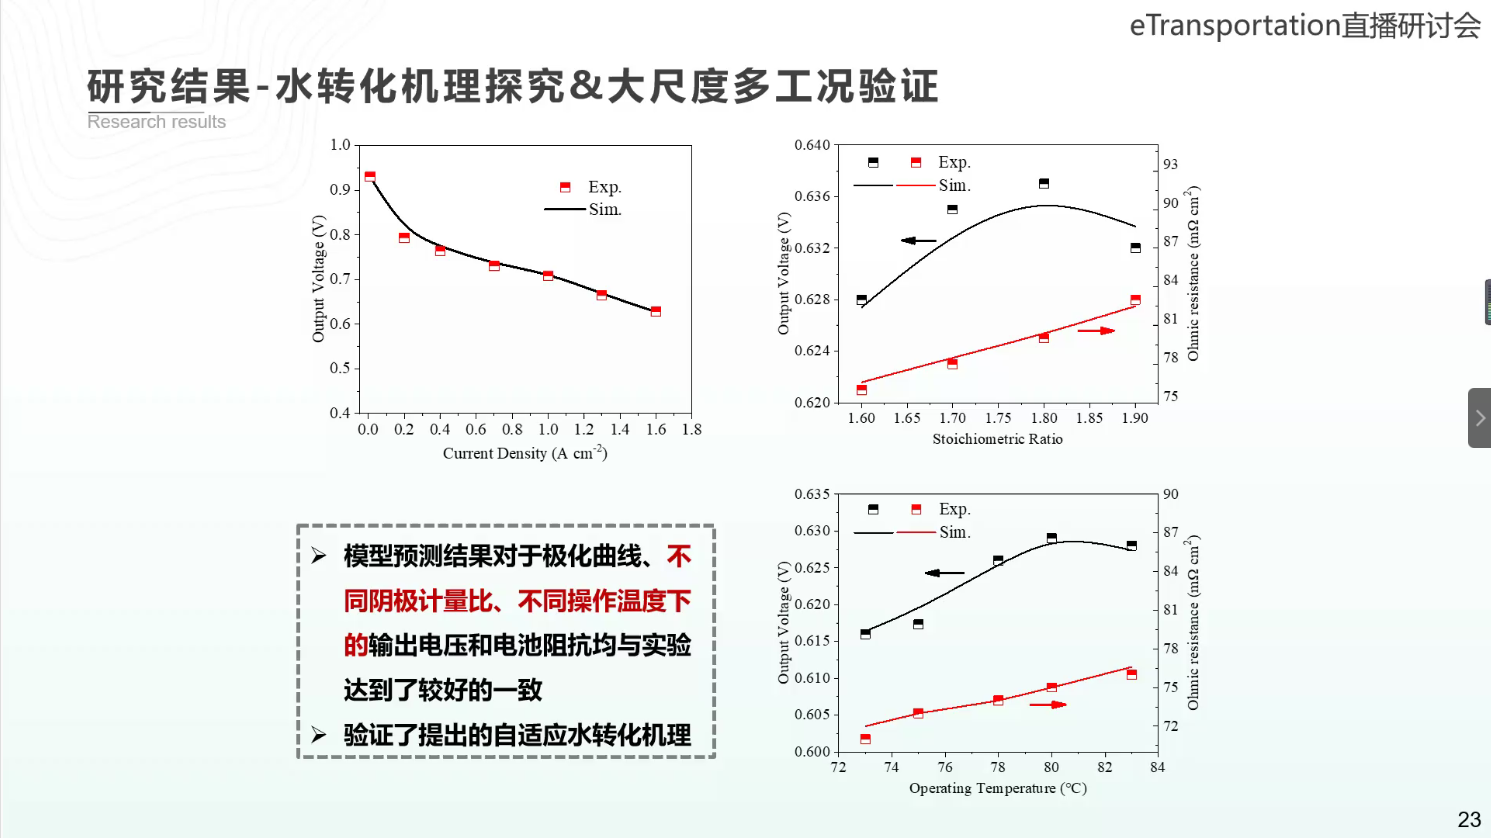 eTransportation直播研讨会
研究结果-水转化机理探究&大尺度多工况验证
Research results
1.0
0.9
0.8
0.7
0.6
0.5
0.4
Output Voltage (V)
Exp.
Sim.
0.0 0.2 0.4 0.6 0.8 1.0 1.2 1.4 1.6 1.8
Current Density (A cm⁻²)
0.640
0.636
0.632
0.628
0.624
0.620
Output Voltage (V)
Exp.
Sim.
93
90
87
84
81
78
75
Ohmic resistance (mΩ cm²)
1.60 1.65 1.70 1.75 1.80 1.85 1.90
Stoichiometric Ratio
➢ 模型预测结果对于极化曲线、不
同阴极计量比、不同操作温度下
的输出电压和电池阻抗均与实验
达到了较好的一致
➢ 验证了提出的自适应水转化机理
0.635
0.630
0.625
0.620
0.615
0.610
0.605
0.600
Output Voltage (V)
Exp.
Sim.
90
87
84
81
78
75
72
Ohmic resistance (mΩ cm²)
72 74 76 78 80 82 84
Operating Temperature (℃)
23